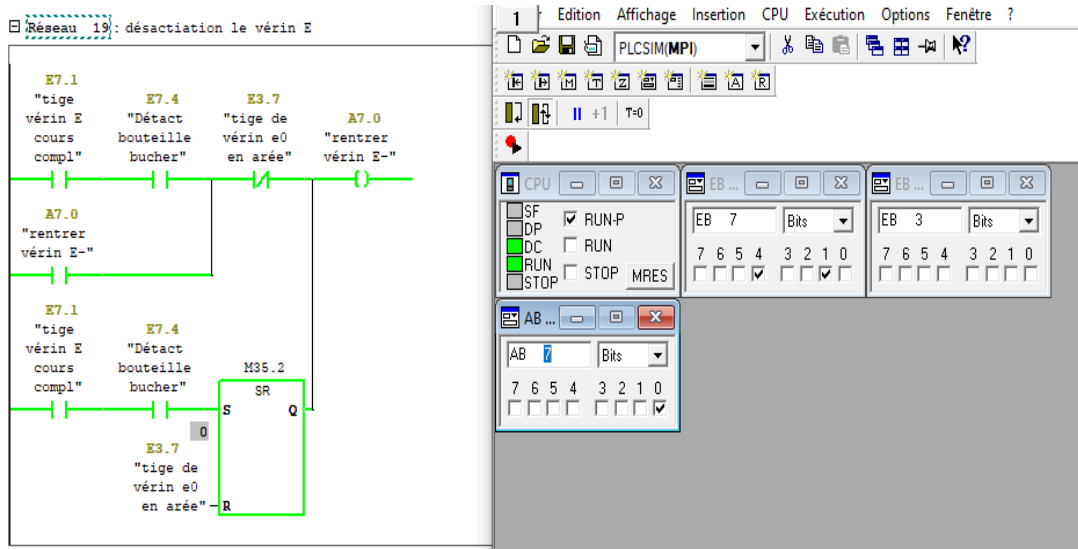 Réseau 19 : désactiation le vérin E
E7.1
"tige
vérin E
cours
compl"
E7.4
"Détact
bouteille
bucher"
E3.7
"tige de
vérin e0
en arée"
A7.0
"rentrer
vérin E-"
A7.0
"rentrer
vérin E-"
E7.1
"tige
vérin E
cours
compl"
E7.4
"Détact
bouteille
bucher"
M35.2
SR
S Q
0
E3.7
"tige de
vérin e0
en arée"
R
1
Edition Affichage Insertion CPU Exécution Options Fenêtre ?
PLCSIM(MPI)
+1 T=0
CPU
SF
DP
DC
RUN
STOP
RUN-P
RUN
STOP MRES
EB ...
EB 7 Bits
7 6 5 4 3 2 1 0
EB ...
EB 3 Bits
7 6 5 4 3 2 1 0
AB ...
AB 7 Bits
7 6 5 4 3 2 1 0